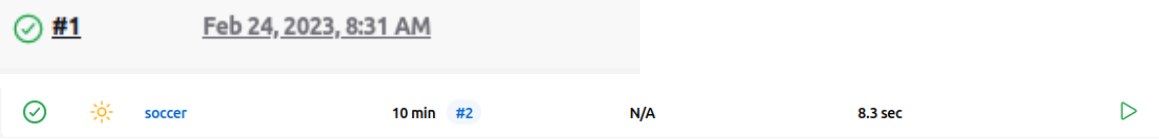 #1 Feb 24, 2023, 8:31 AM
soccer 10 min #2 N/A 8.3 sec